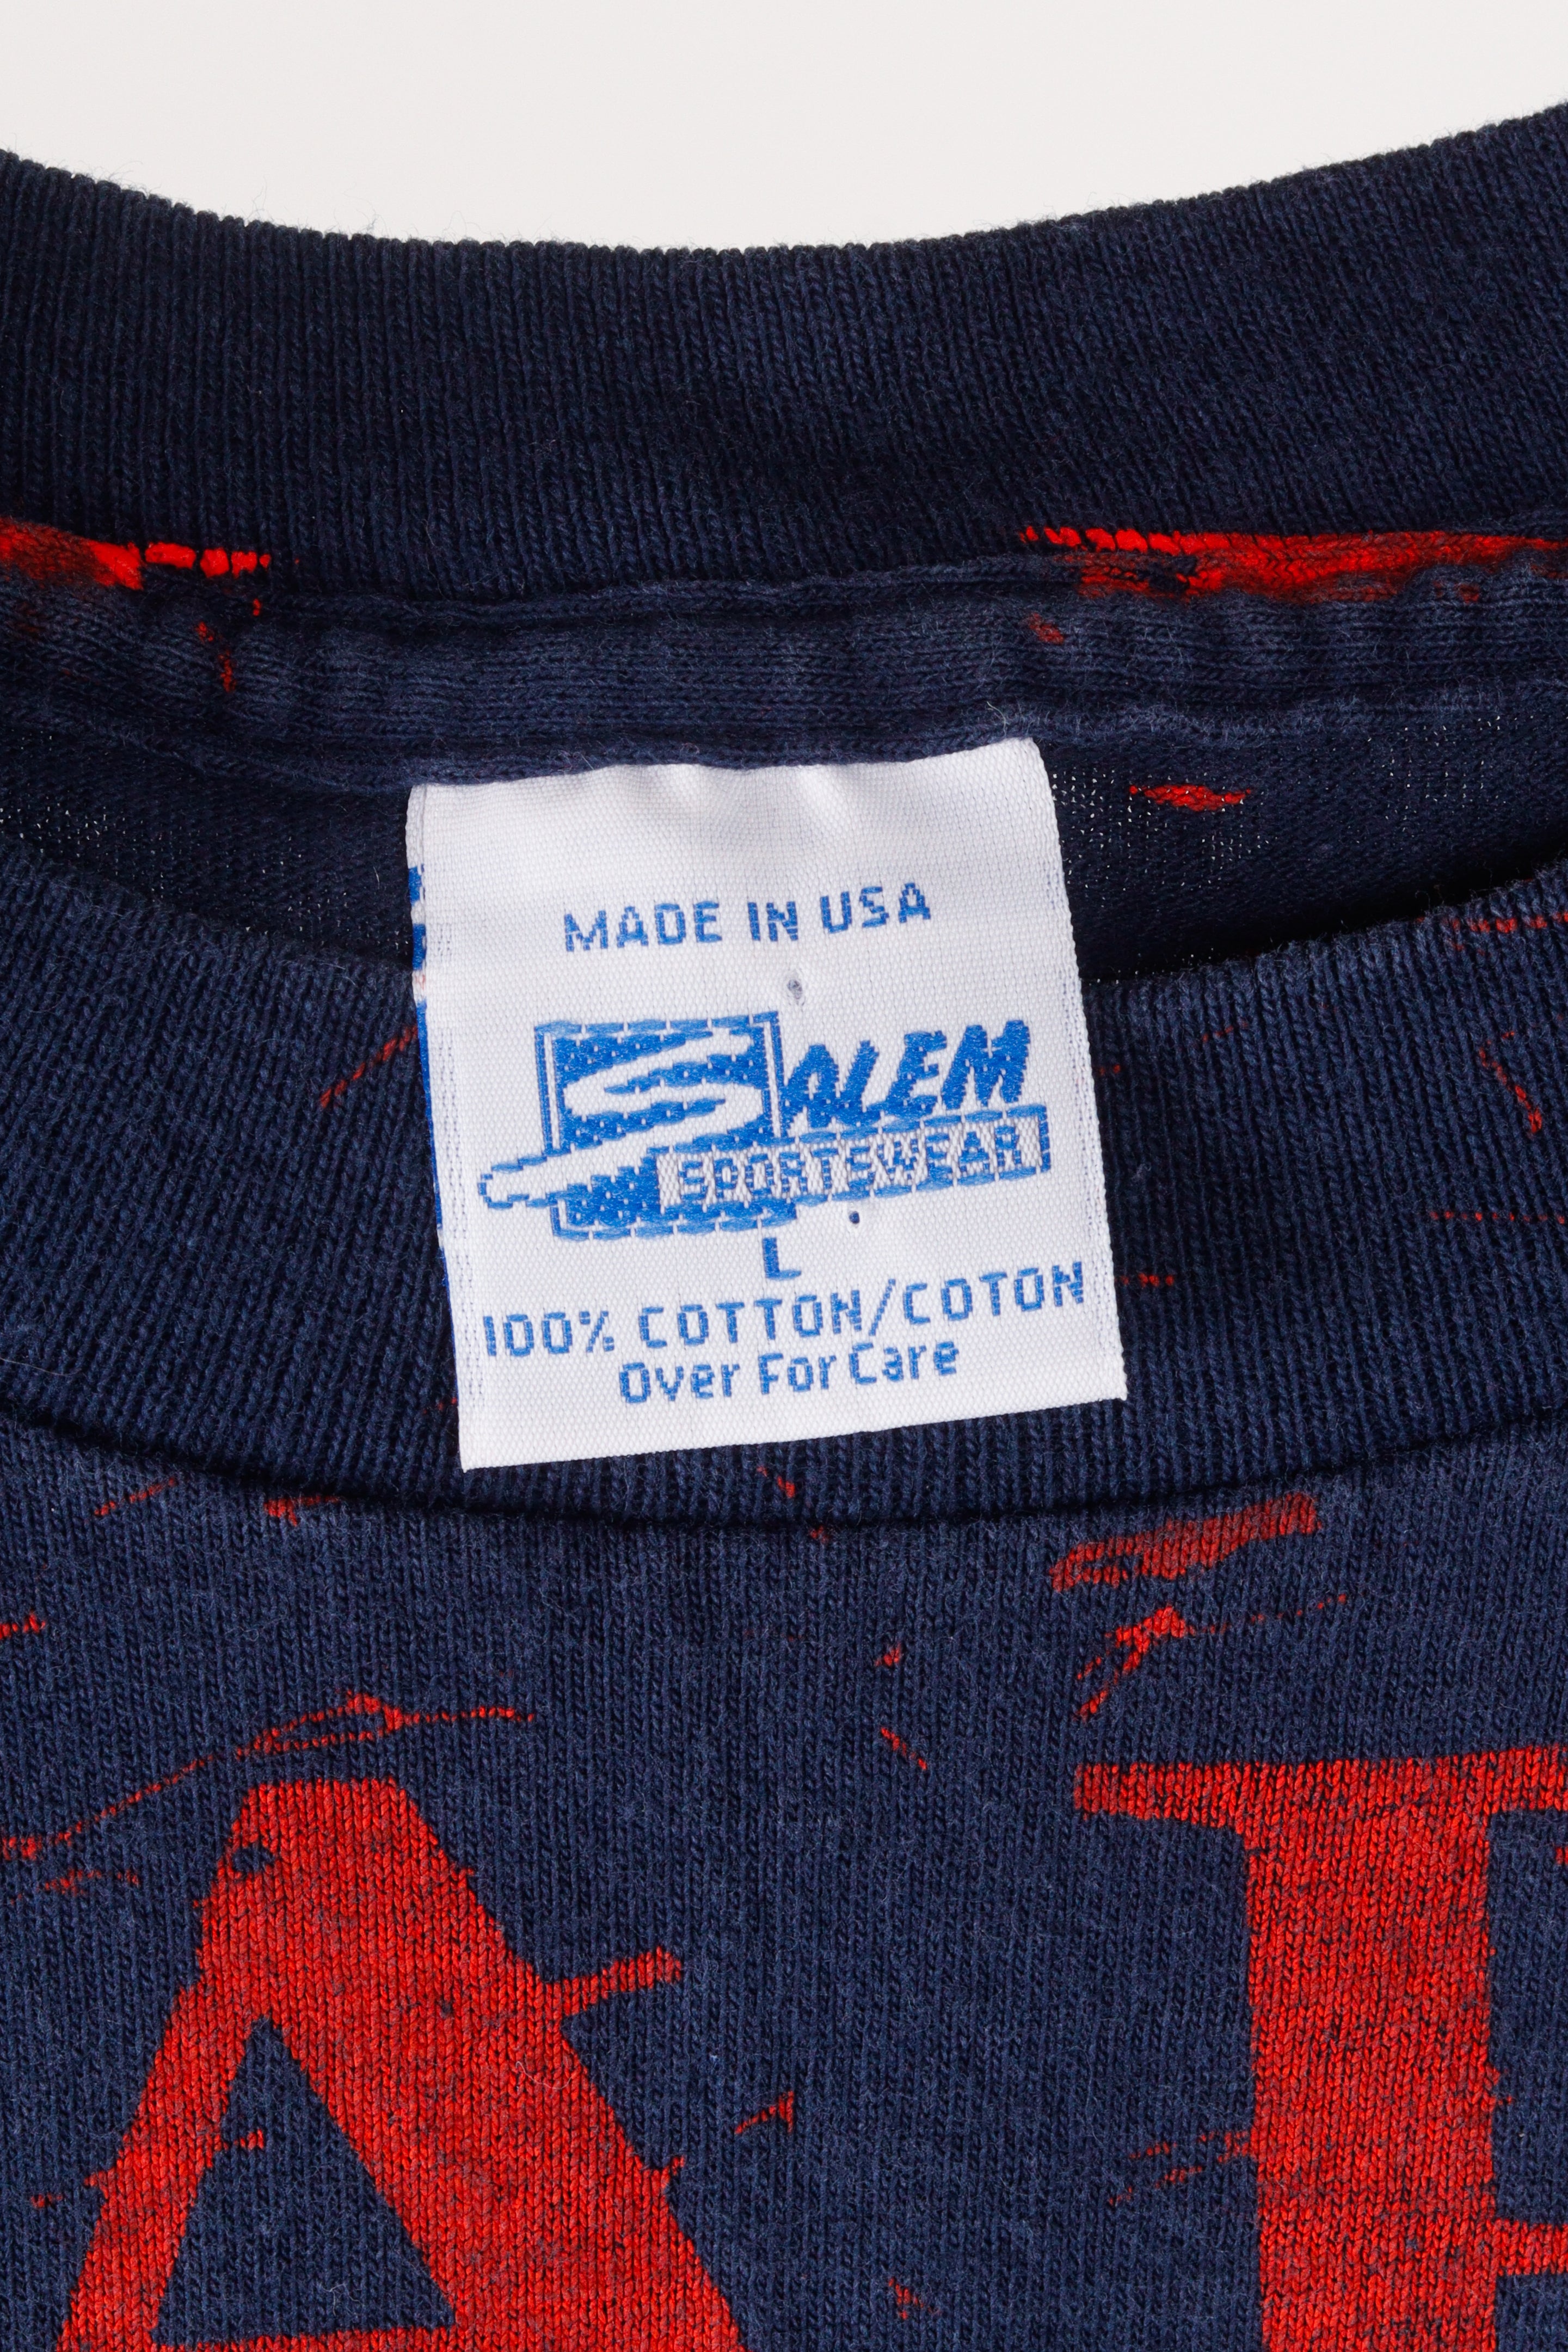 MADE IN USA
SALEM
SPORTSWEAR
L
100% COTTON/COTON
Over For Care
A